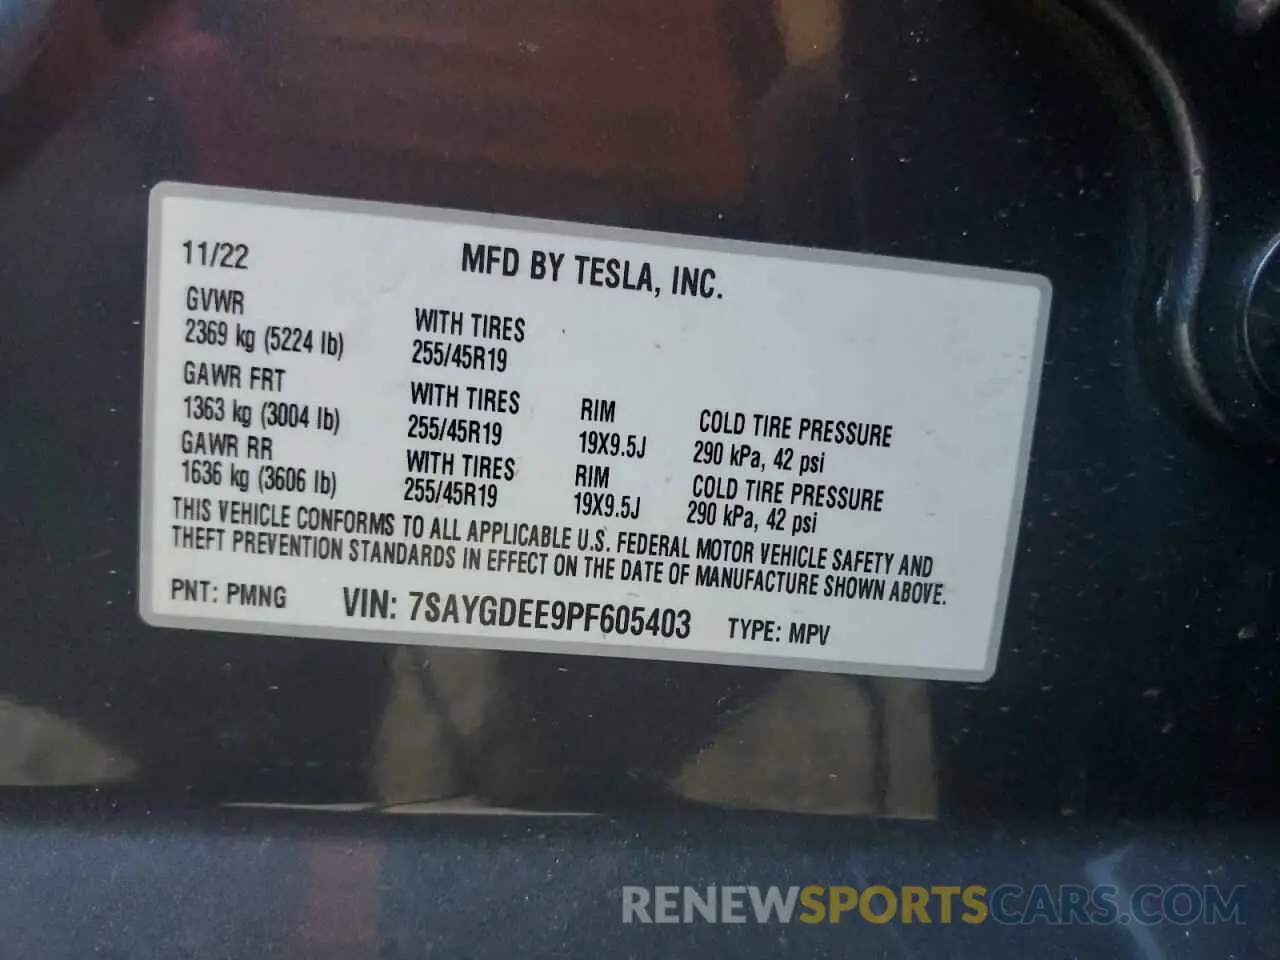 11/22 MFD BY TESLA, INC.
GVWR
2369 kg (5224 lb) WITH TIRES
255/45R19
GAWR FRT
1363 kg (3004 lb) WITH TIRES
255/45R19 RIM
19X9.5J COLD TIRE PRESSURE
290 kPa, 42 psi
GAWR RR
1636 kg (3606 lb) WITH TIRES
255/45R19 RIM
19X9.5J COLD TIRE PRESSURE
290 kPa, 42 psi
THIS VEHICLE CONFORMS TO ALL APPLICABLE U.S. FEDERAL MOTOR VEHICLE SAFETY AND
THEFT PREVENTION STANDARDS IN EFFECT ON THE DATE OF MANUFACTURE SHOWN ABOVE.
PNT: PMNG VIN: 7SAYGDEE9PF605403 TYPE: MPV
RENEWSPORTSCARS.COM